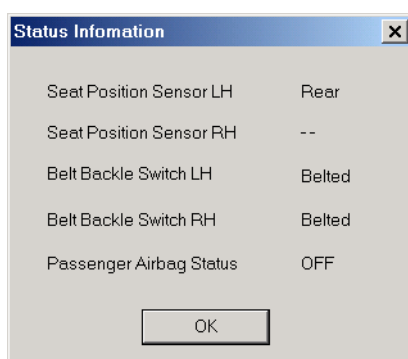 Status Infomation
Seat Position Sensor LH Rear
Seat Position Sensor RH --
Belt Backle Switch LH Belted
Belt Backle Switch RH Belted
Passenger Airbag Status OFF
OK